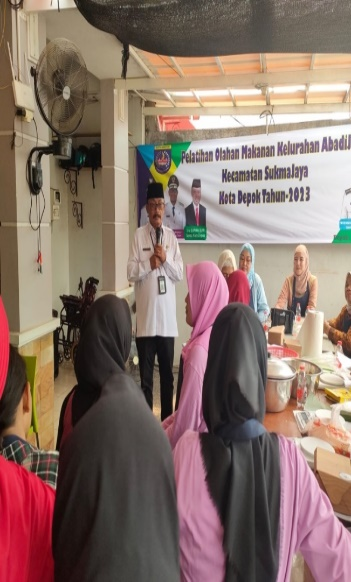 Pelatihan Olahan Makanan Kelurahan AbadiJ
Kecamatan SukmaJaya
Kota Depok Tahun-2023